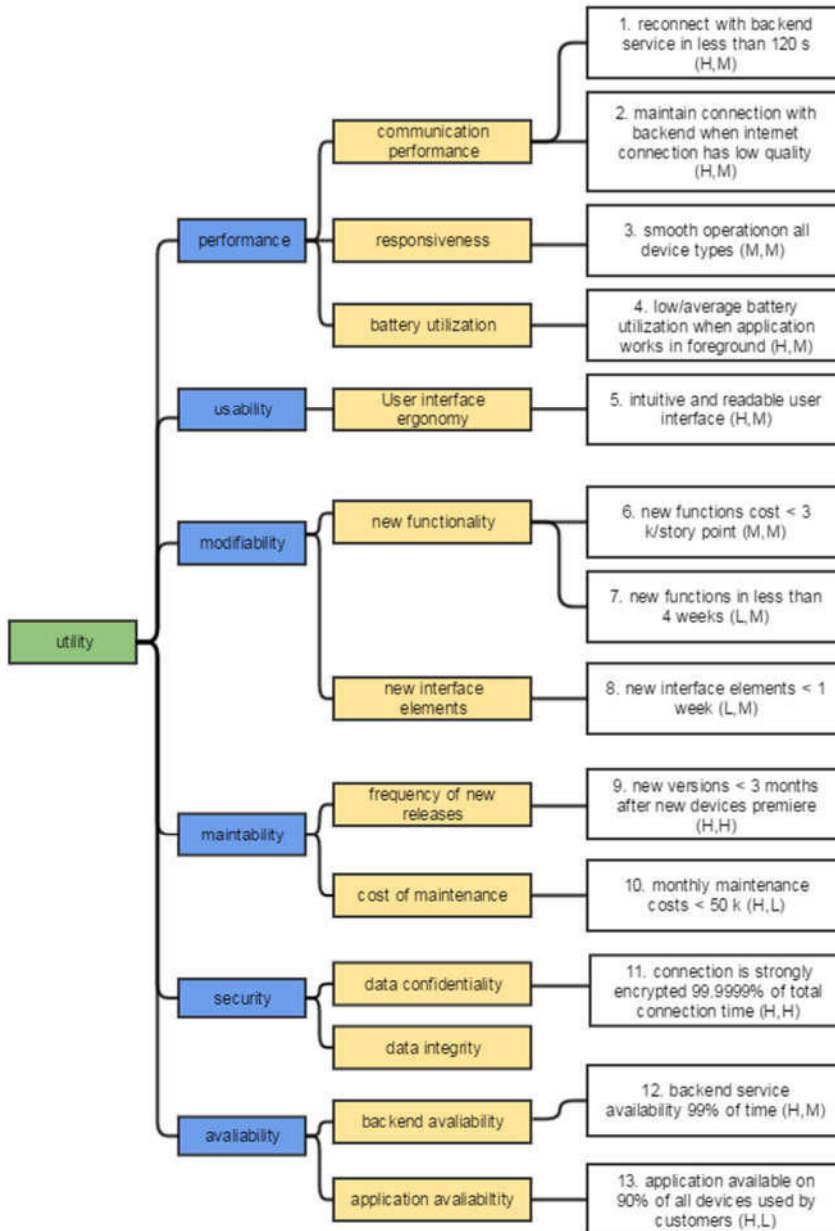 1. reconnect with backend
service in less than 120 s
(H,M)
communication
performance
2. maintain connection with
backend when internet
connection has low quality
(H,M)
performance
responsiveness
3. smooth operationon all
device types (M,M)
battery utilization
4. low/average battery
utilization when application
works in foreground (H,M)
usability
User interface
ergonomy
5. intuitive and readable user
interface (H,M)
modifiability
new functionality
6. new functions cost < 3
k/story point (M,M)
7. new functions in less than
4 weeks (L,M)
utility
new interface
elements
8. new interface elements < 1
week (L,M)
maintability
frequency of new
releases
9. new versions < 3 months
after new devices premiere
(H,H)
cost of maintenance
10. monthly maintenance
costs < 50 k (H,L)
security
data confidentiality
11. connection is strongly
encrypted 99.9999% of total
connection time (H,H)
data integrity
avaliability
backend avaliability
12. backend service
availability 99% of time (H,M)
application avaliabiltity
13. application available on
90% of all devices used by
customers (H,L)